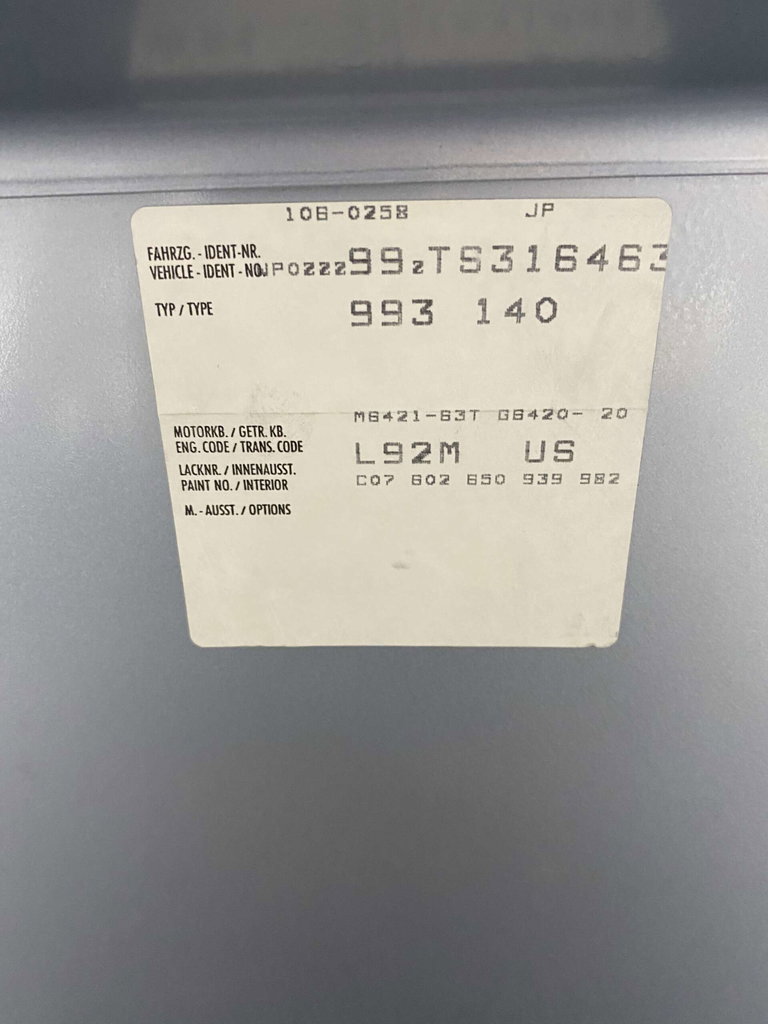 106-0258 JP
FAHRZG. - IDENT-NR.
VEHICLE - IDENT - NO. WP0ZZZ99zTS316463
TYP / TYPE 993 140
M6421-63T G6420- 20
MOTORKB. / GETR. KB.
ENG. CODE / TRANS. CODE L92M US
LACKNR. / INNENAUSST.
PAINT NO. / INTERIOR C07 602 650 939 982
M. - AUSST. / OPTIONS